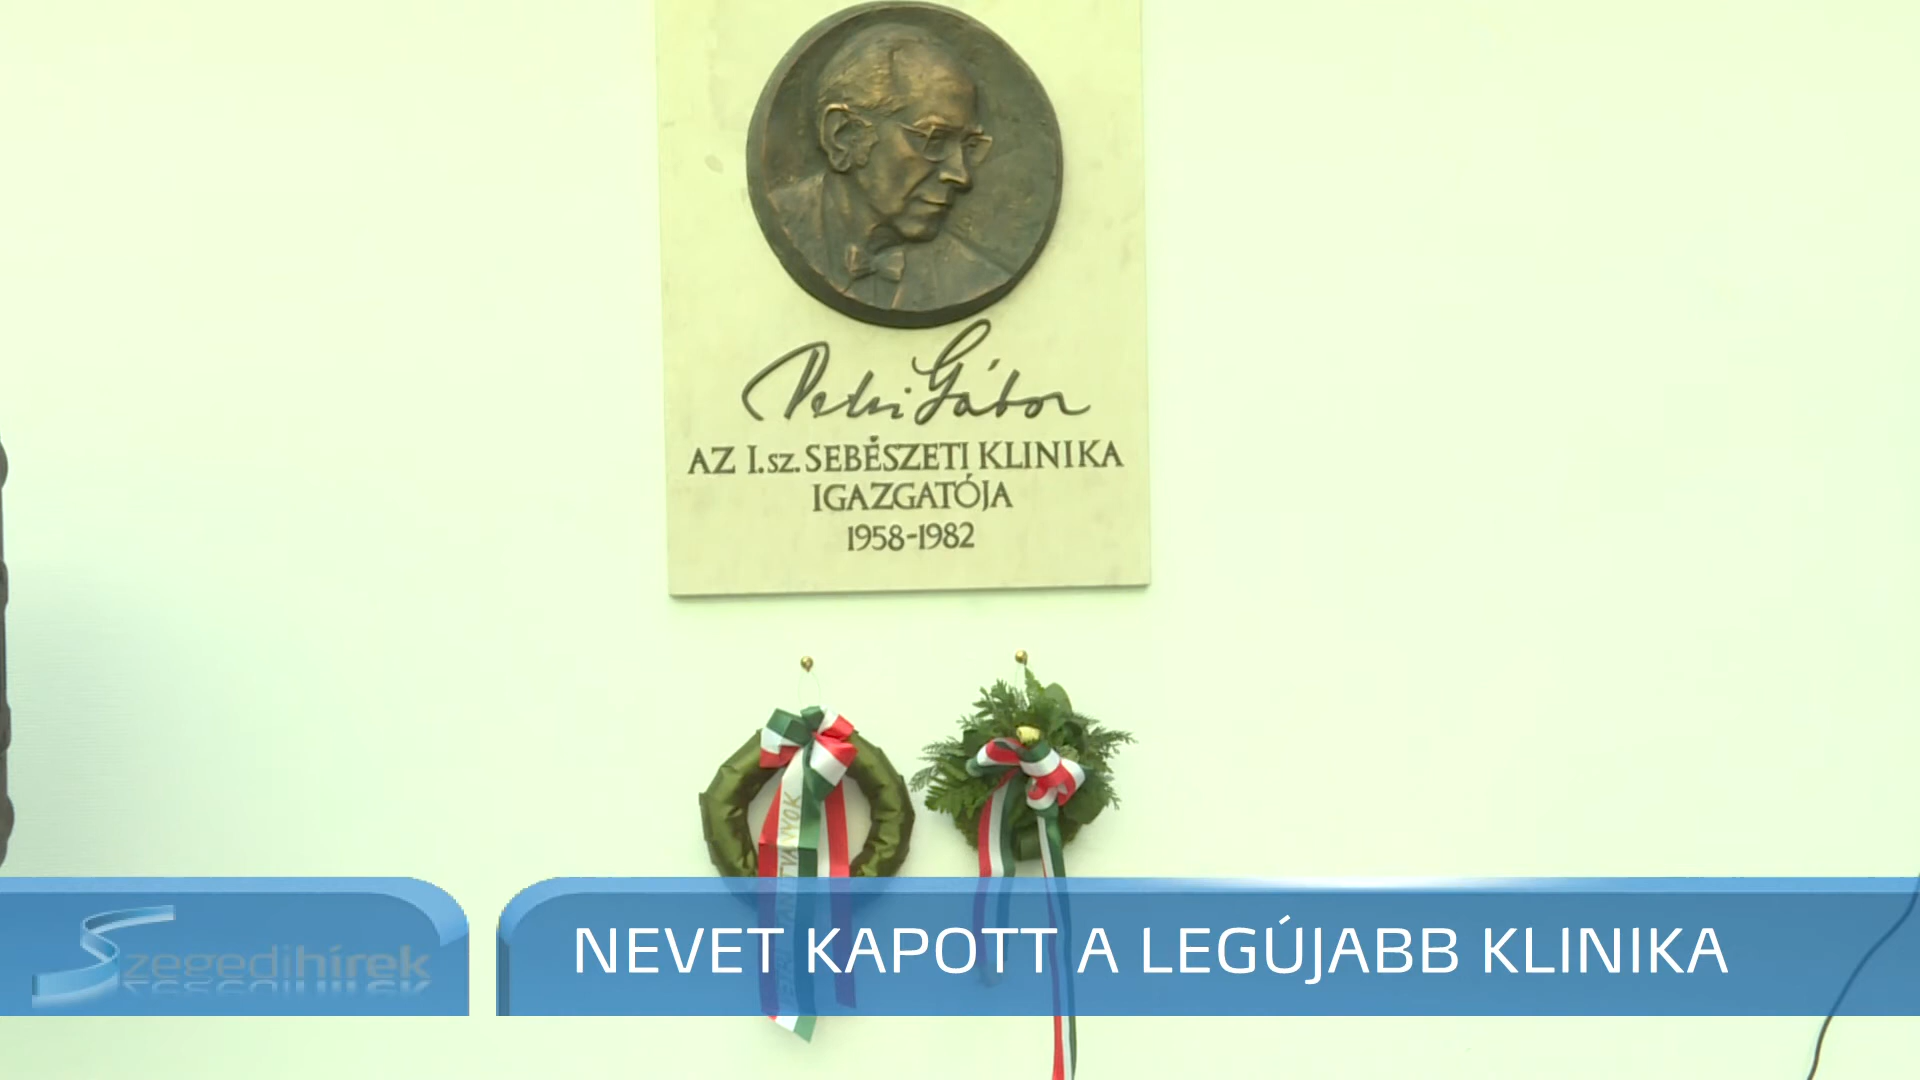 Petri Gábor
AZ I.sz. SEBÉSZETI KLINIKA
IGAZGATÓJA
1958-1982
Szegedihírek
NEVET KAPOTT A LEGÚJABB KLINIKA